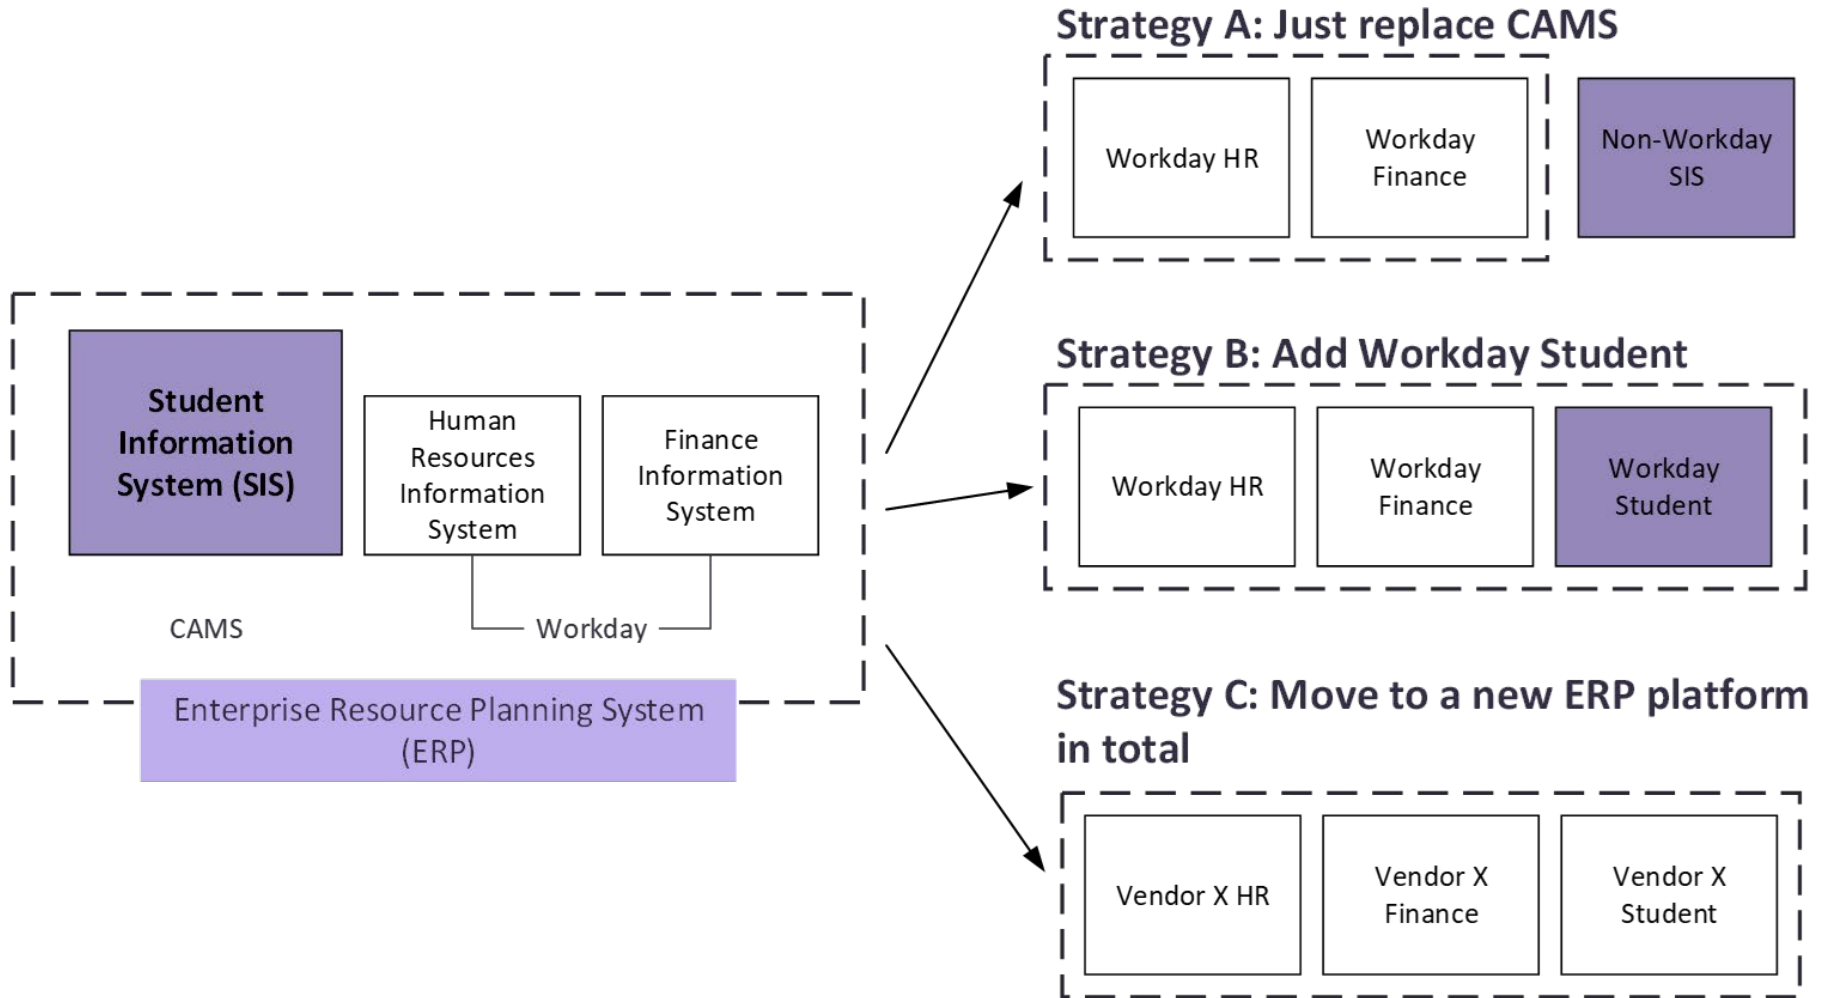 Strategy A: Just replace CAMS
Workday HR
Workday
Finance
Non-Workday
SIS
Student
Information
System (SIS)
Human
Resources
Information
System
Finance
Information
System
CAMS
Workday
Enterprise Resource Planning System
(ERP)
Strategy B: Add Workday Student
Workday HR
Workday
Finance
Workday
Student
Strategy C: Move to a new ERP platform
in total
Vendor X HR
Vendor X
Finance
Vendor X
Student